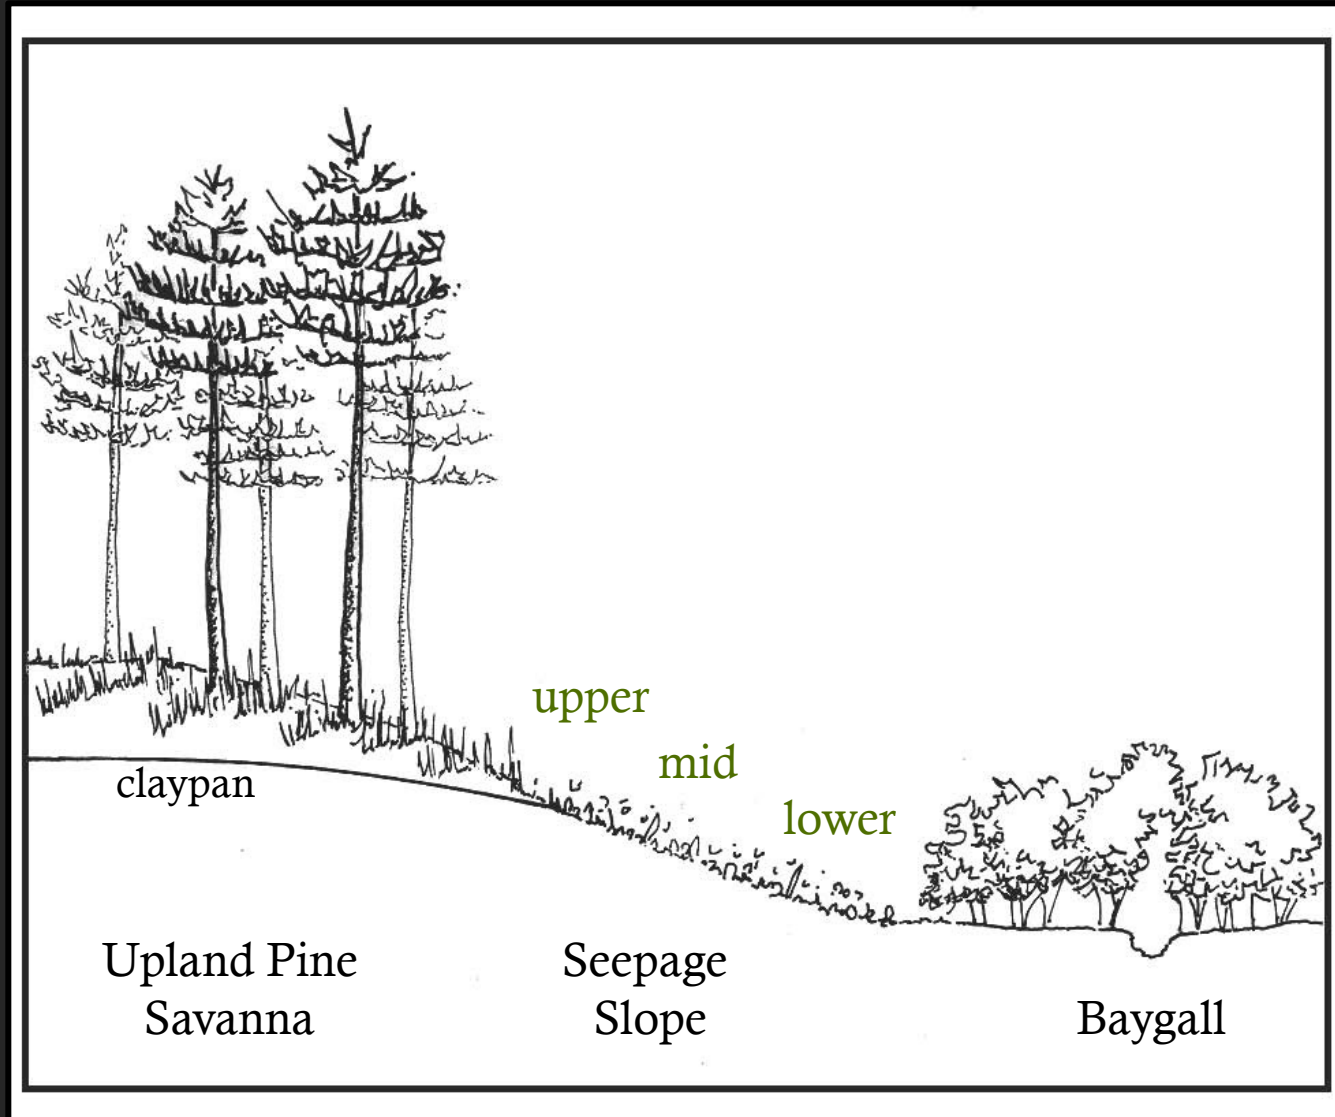 upper
mid
claypan
lower
Upland Pine
Savanna
Seepage
Slope
Baygall